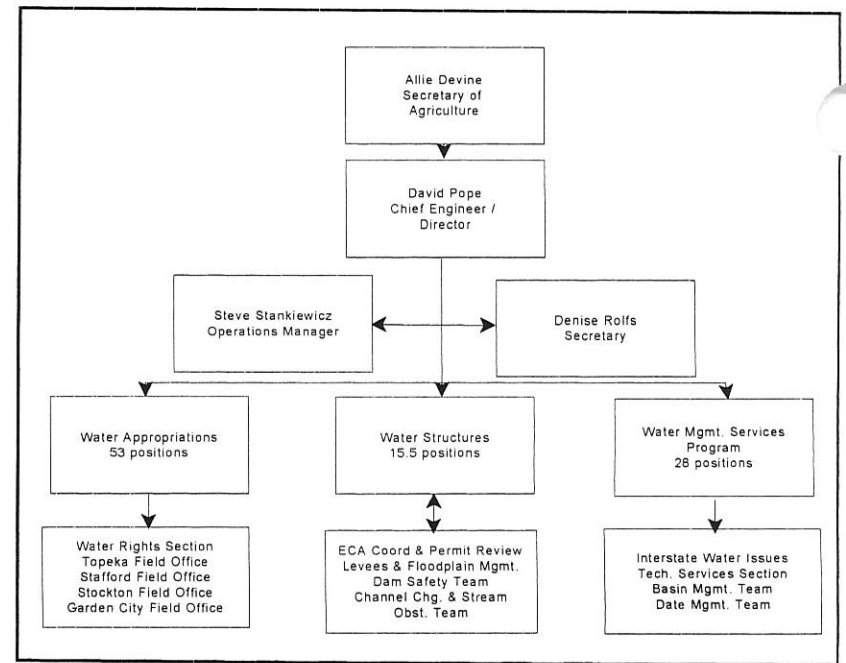 Allie Devine
Secretary of
Agriculture
David Pope
Chief Engineer /
Director
Steve Stankiewicz
Operations Manager
Denise Rolfs
Secretary
Water Appropriations
53 positions
Water Structures
15.5 positions
Water Mgmt. Services
Program
28 positions
Water Rights Section
Topeka Field Office
Stafford Field Office
Stockton Field Office
Garden City Field Office
ECA Coord & Permit Review
Levees & Floodplain Mgmt.
Dam Safety Team
Channel Chg. & Stream
Obst. Team
Interstate Water Issues
Tech. Services Section
Basin Mgmt. Team
Date Mgmt. Team